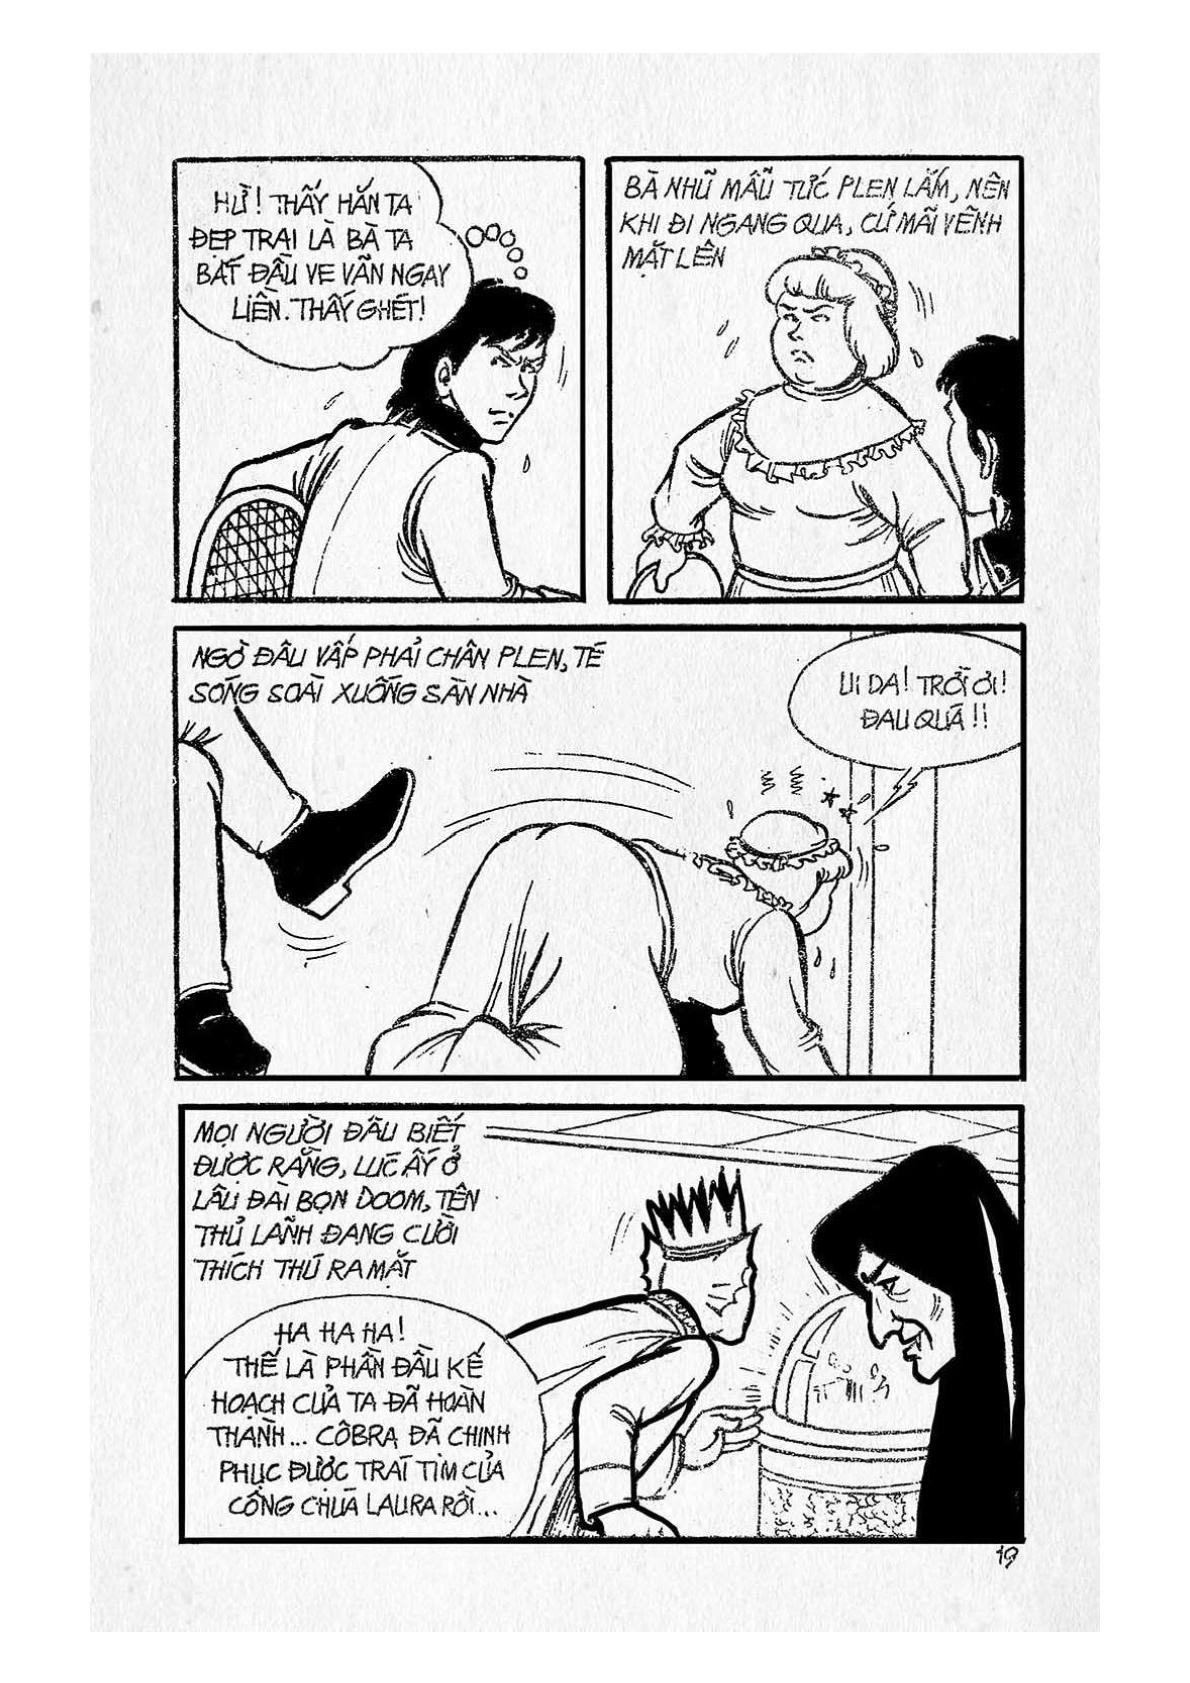 HỪ! THẤY HẮN TA
ĐẸP TRAI LÀ BÀ TA
BẮT ĐẦU VE VÃN NGAY
LIỀN. THẤY GHÉT!
BÀ NHŨ MẪU TỨC PLEN LẮM, NÊN
KHI ĐI NGANG QUA, CỨ MÃI VỄNH
MẶT LÊN
NGỜ ĐÂU VẤP PHẢI CHÂN PLEN, TÉ
SÓNG SOÀI XUỐNG SÀN NHÀ
UI DA! TRỜI ƠI!
ĐAU QUÁ!!
MỌI NGƯỜI ĐÂU BIẾT
ĐƯỢC RẰNG, LÚC ẤY Ở
LÂU ĐÀI BỌN DOOM, TÊN
THỦ LÃNH ĐANG CƯỜI
THÍCH THÚ RA MẶT
HA HA HA!
THẾ LÀ PHẦN ĐẦU KẾ
HOẠCH CỦA TA ĐÃ HOÀN
THÀNH... CÔBRA ĐÃ CHINH
PHỤC ĐƯỢC TRÁI TIM CỦA
CÔNG CHÚA LAURA RỒI...
19